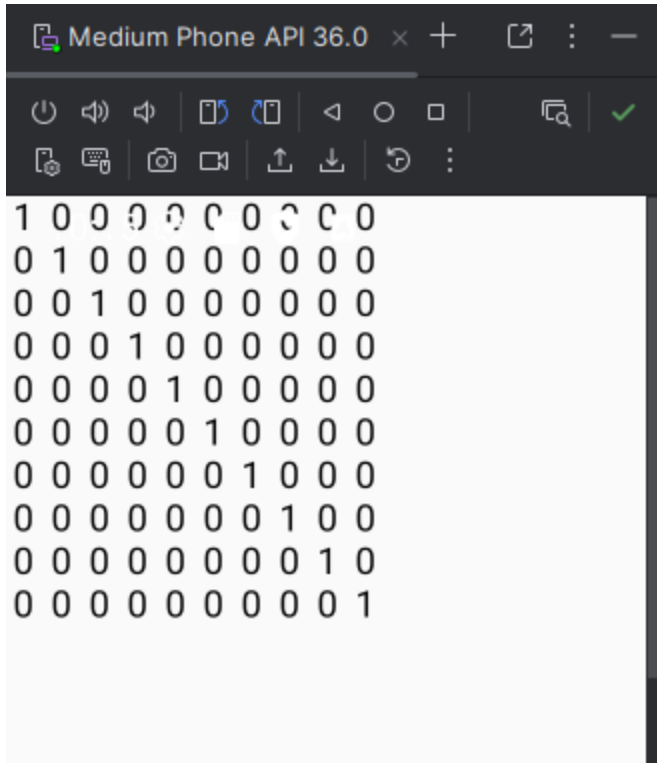 Medium Phone API 36.0
1 0 0 0 0 0 0 0 0 0
0 1 0 0 0 0 0 0 0 0
0 0 1 0 0 0 0 0 0 0
0 0 0 1 0 0 0 0 0 0
0 0 0 0 1 0 0 0 0 0
0 0 0 0 0 1 0 0 0 0
0 0 0 0 0 0 1 0 0 0
0 0 0 0 0 0 0 1 0 0
0 0 0 0 0 0 0 0 1 0
0 0 0 0 0 0 0 0 0 1